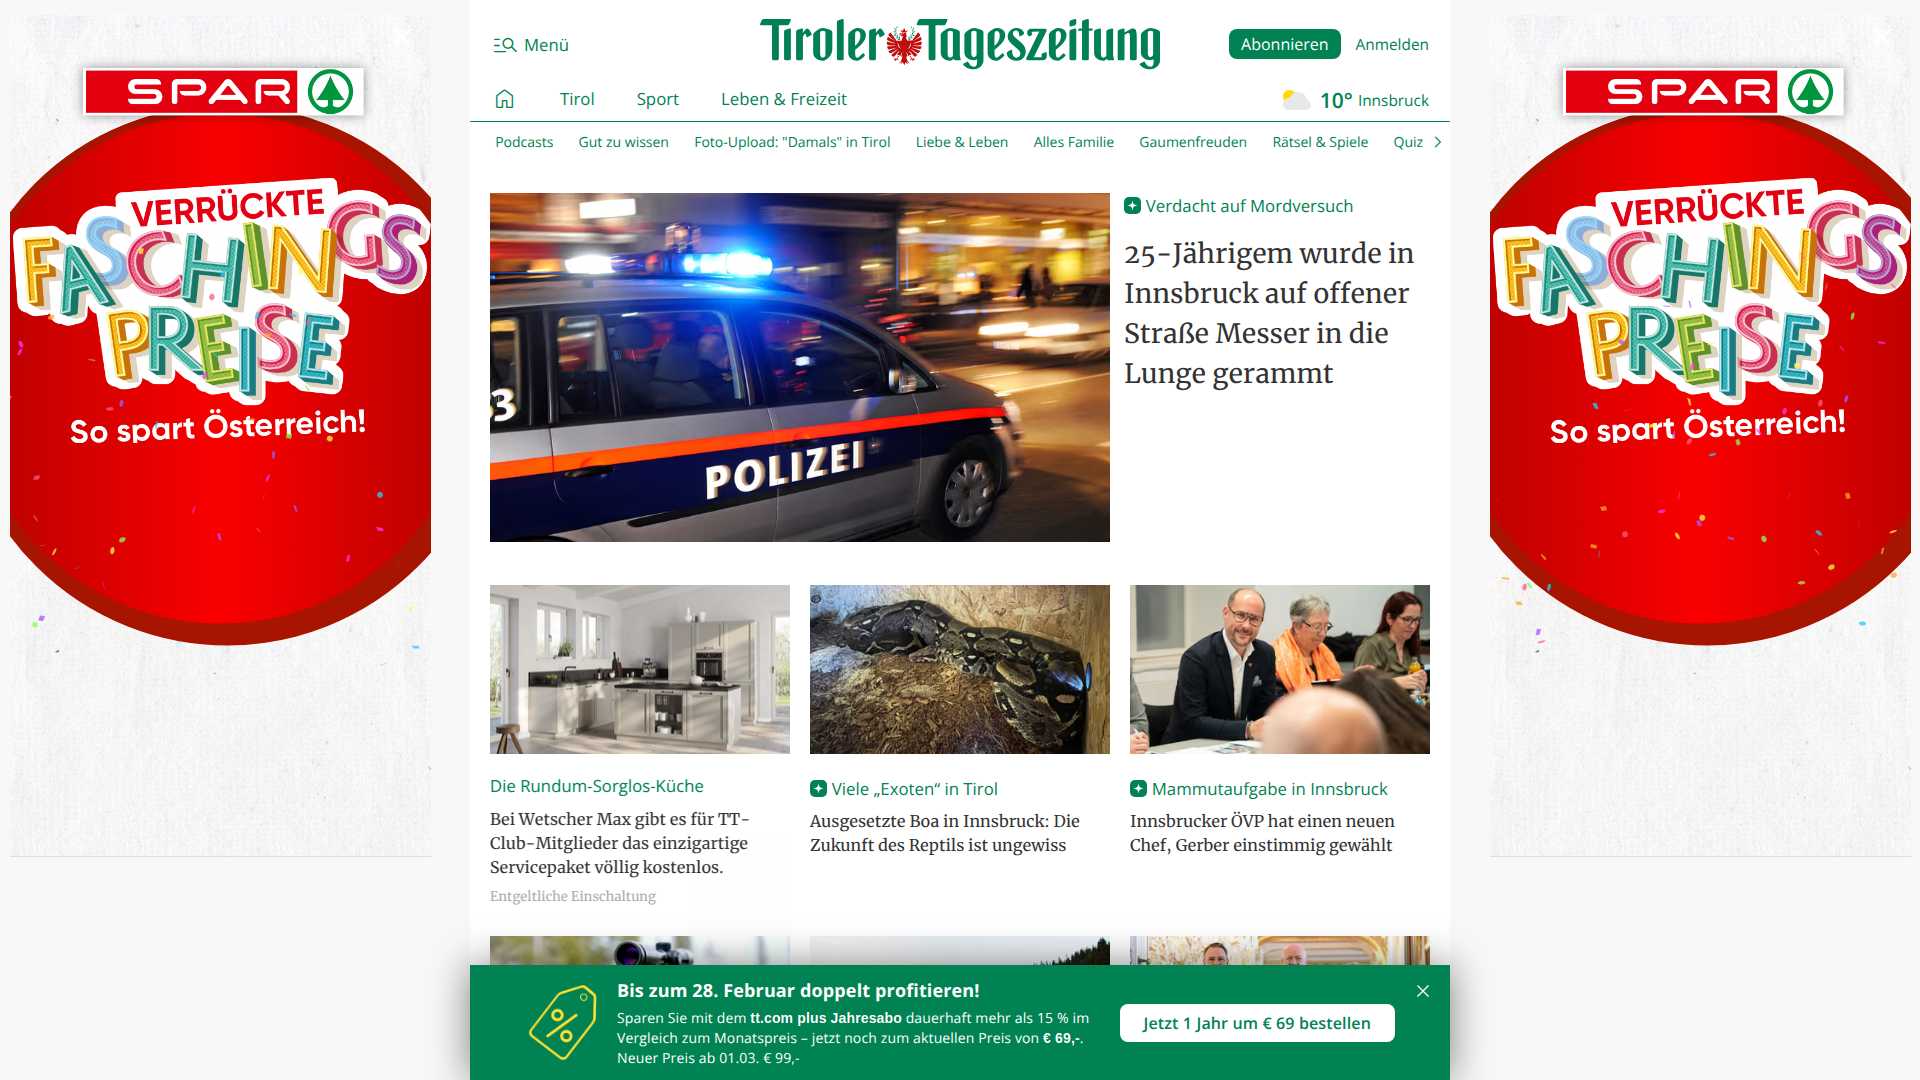 Menü
Tiroler Tageszeitung
Abonnieren
Anmelden
Tirol
Sport
Leben & Freizeit
10° Innsbruck
Podcasts
Gut zu wissen
Foto-Upload: "Damals" in Tirol
Liebe & Leben
Alles Familie
Gaumenfreuden
Rätsel & Spiele
Quiz
SPAR
VERRÜCKTE
FASCHINGS
PREISE
So spart Österreich!
3
POLIZEI
Verdacht auf Mordversuch
25-Jährigem wurde in
Innsbruck auf offener
Straße Messer in die
Lunge gerammt
SPAR
VERRÜCKTE
FASCHINGS
PREISE
So spart Österreich!
Die Rundum-Sorglos-Küche
Bei Wetscher Max gibt es für TT-
Club-Mitglieder das einzigartige
Servicepaket völlig kostenlos.
Entgeltliche Einschaltung
Viele „Exoten“ in Tirol
Ausgesetzte Boa in Innsbruck: Die
Zukunft des Reptils ist ungewiss
Mammutaufgabe in Innsbruck
Innsbrucker ÖVP hat einen neuen
Chef, Gerber einstimmig gewählt
Bis zum 28. Februar doppelt profitieren!
Sparen Sie mit dem tt.com plus Jahresabo dauerhaft mehr als 15 % im
Vergleich zum Monatspreis – jetzt noch zum aktuellen Preis von € 69,-.
Neuer Preis ab 01.03. € 99,-
Jetzt 1 Jahr um € 69 bestellen